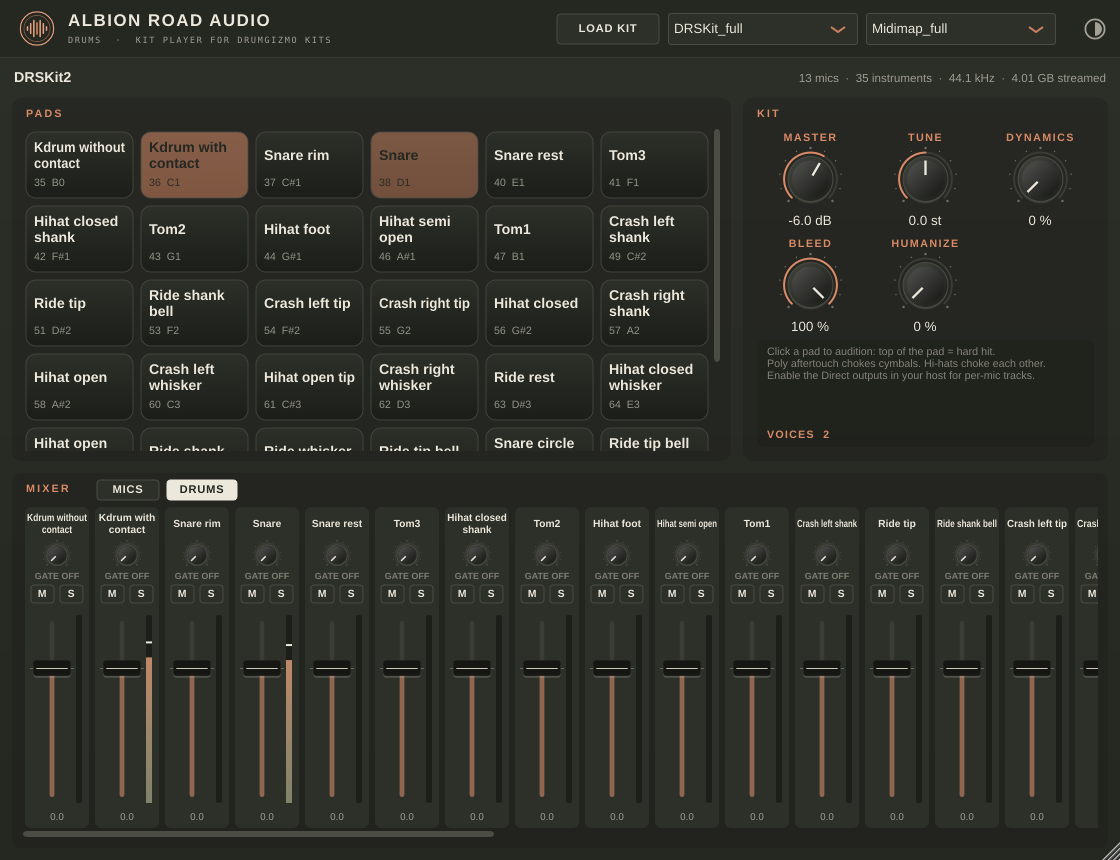 ALBION ROAD AUDIO
DRUMS · KIT PLAYER FOR DRUMGIZMO KITS
LOAD KIT
DRSKit_full
Midimap_full
DRSKit2
13 mics · 35 instruments · 44.1 kHz · 4.01 GB streamed
PADS
Kdrum without
contact
35 B0
Kdrum with
contact
36 C1
Snare rim
37 C#1
Snare
38 D1
Snare rest
40 E1
Tom3
41 F1
Hihat closed
shank
42 F#1
Tom2
43 G1
Hihat foot
44 G#1
Hihat semi
open
46 A#1
Tom1
47 B1
Crash left
shank
49 C#2
Ride tip
51 D#2
Ride shank
bell
53 F2
Crash left tip
54 F#2
Crash right tip
55 G2
Hihat closed
56 G#2
Crash right
shank
57 A2
Hihat open
58 A#2
Crash left
whisker
60 C3
Hihat open tip
61 C#3
Crash right
whisker
62 D3
Ride rest
63 D#3
Hihat closed
whisker
64 E3
Hihat open
Ride shank
Ride whisker
Ride tip bell
Snare circle
Ride tip bell
KIT
MASTER
-6.0 dB
TUNE
0.0 st
DYNAMICS
0 %
BLEED
100 %
HUMANIZE
0 %
Click a pad to audition: top of the pad = hard hit.
Poly aftertouch chokes cymbals. Hi-hats choke each other.
Enable the Direct outputs in your host for per-mic tracks.
VOICES 2
MIXER
MICS
DRUMS
Kdrum without
contact
GATE OFF
M S
0.0
Kdrum with
contact
GATE OFF
M S
0.0
Snare rim
GATE OFF
M S
0.0
Snare
GATE OFF
M S
0.0
Snare rest
GATE OFF
M S
0.0
Tom3
GATE OFF
M S
0.0
Hihat closed
shank
GATE OFF
M S
0.0
Tom2
GATE OFF
M S
0.0
Hihat foot
GATE OFF
M S
0.0
Hihat semi open
GATE OFF
M S
0.0
Tom1
GATE OFF
M S
0.0
Crash left shank
GATE OFF
M S
0.0
Ride tip
GATE OFF
M S
0.0
Ride shank bell
GATE OFF
M S
0.0
Crash left tip
GATE OFF
M S
0.0
Crash
GA
M